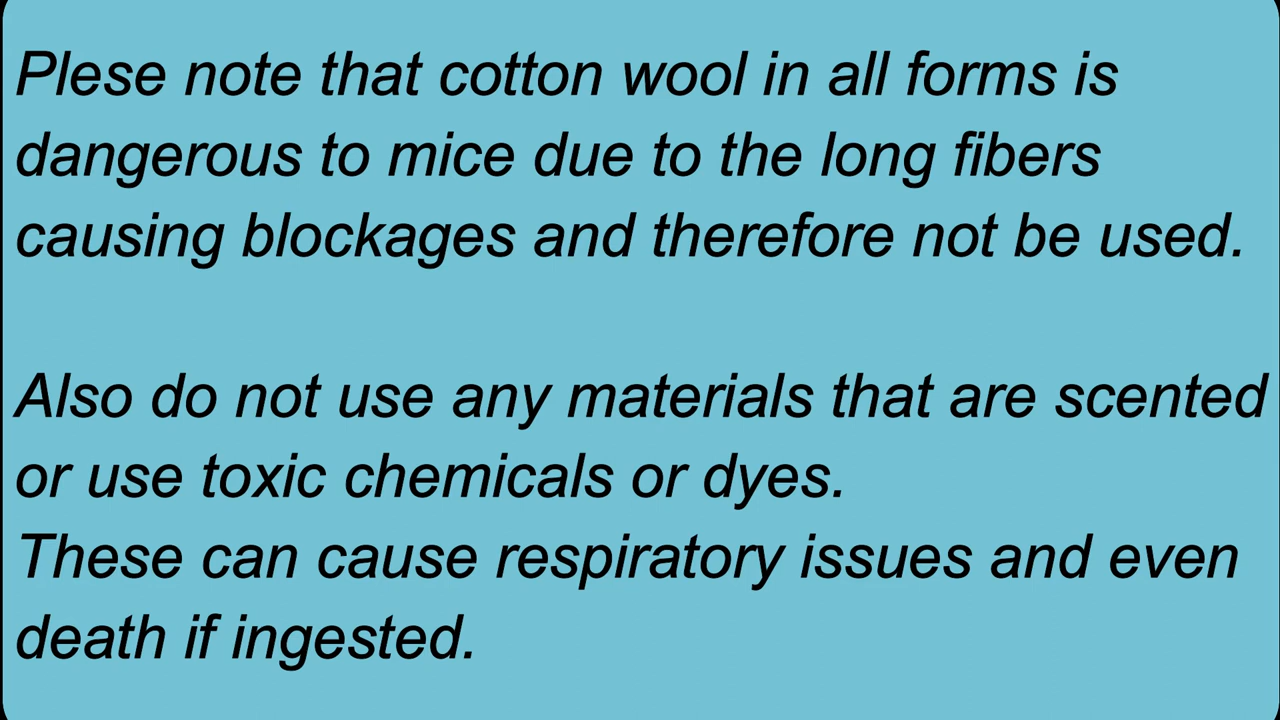 Plese note that cotton wool in all forms is
dangerous to mice due to the long fibers
causing blockages and therefore not be used.
Also do not use any materials that are scented
or use toxic chemicals or dyes.
These can cause respiratory issues and even
death if ingested.